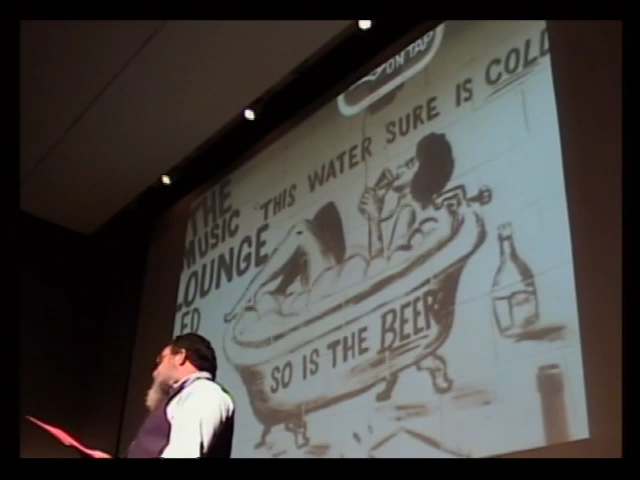 ON TAP
THIS WATER SURE IS COLD
THE
MUSIC
LOUNGE
ED
SO IS THE BEER